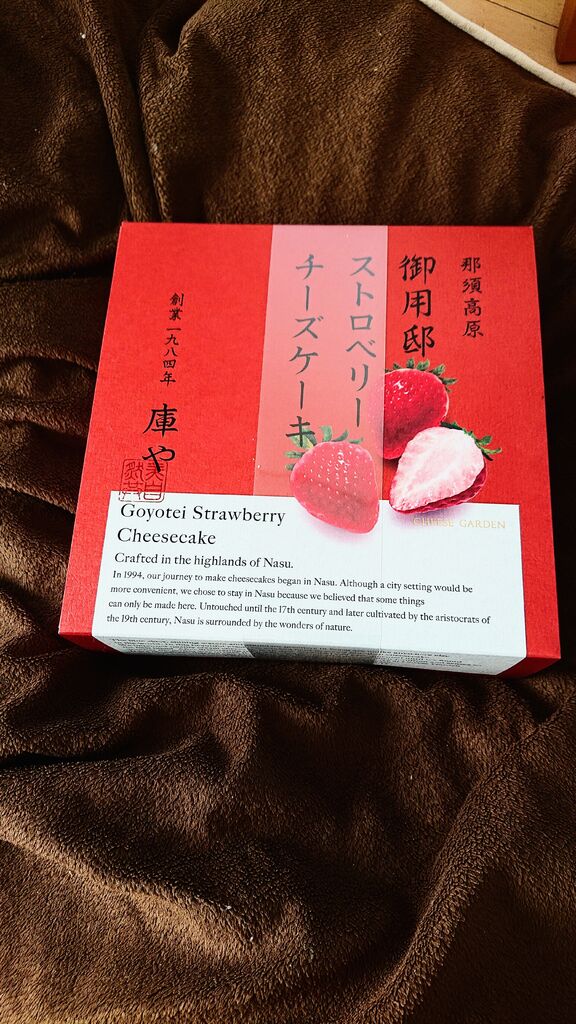 那須高原
御用邸
ストロベリー
チーズケーキ
創業一九八四年
庫や
CHEESE GARDEN
Goyotei Strawberry
Cheesecake
Crafted in the highlands of Nasu.
In 1994, our journey to make cheesecakes began in Nasu. Although a city setting would be
more convenient, we chose to stay in Nasu because we believed that some things
can only be made here. Untouched until the 17th century and later cultivated by the aristocrats of
the 19th century, Nasu is surrounded by the wonders of nature.